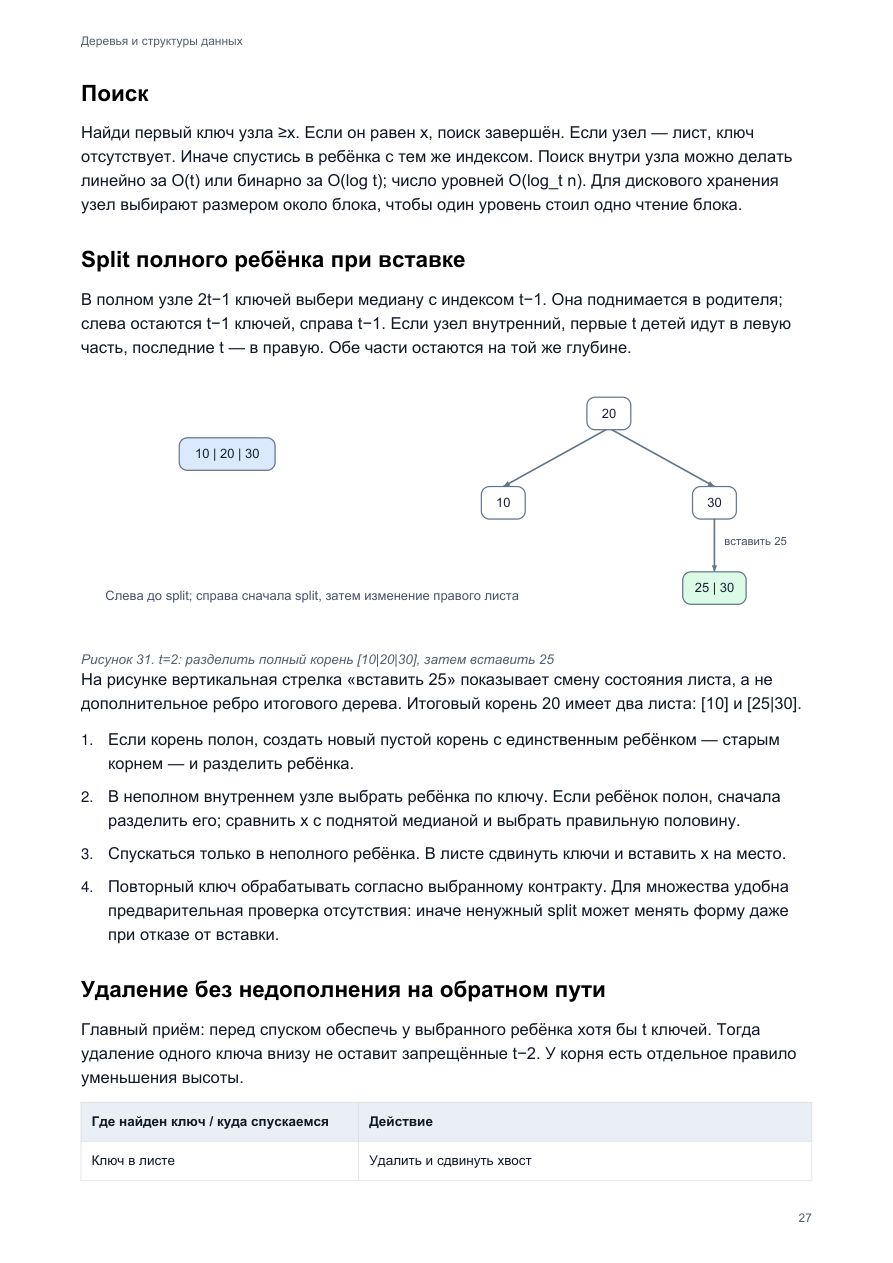 Деревья и структуры данных
Поиск
Найди первый ключ узла ≥x. Если он равен x, поиск завершён. Если узел — лист, ключ
отсутствует. Иначе спустись в ребёнка с тем же индексом. Поиск внутри узла можно делать
линейно за O(t) или бинарно за O(log t); число уровней O(log_t n). Для дискового хранения
узел выбирают размером около блока, чтобы один уровень стоил одно чтение блока.
Split полного ребёнка при вставке
В полном узле 2t−1 ключей выбери медиану с индексом t−1. Она поднимается в родителя;
слева остаются t−1 ключей, справа t−1. Если узел внутренний, первые t детей идут в левую
часть, последние t — в правую. Обе части остаются на той же глубине.
20
10 | 20 | 30
10
30
вставить 25
25 | 30
Слева до split; справа сначала split, затем изменение правого листа
Рисунок 31. t=2: разделить полный корень [10|20|30], затем вставить 25
На рисунке вертикальная стрелка «вставить 25» показывает смену состояния листа, а не
дополнительное ребро итогового дерева. Итоговый корень 20 имеет два листа: [10] и [25|30].
1. Если корень полон, создать новый пустой корень с единственным ребёнком — старым
корнем — и разделить ребёнка.
2. В неполном внутреннем узле выбрать ребёнка по ключу. Если ребёнок полон, сначала
разделить его; сравнить x с поднятой медианой и выбрать правильную половину.
3. Спускаться только в неполного ребёнка. В листе сдвинуть ключи и вставить x на место.
4. Повторный ключ обрабатывать согласно выбранному контракту. Для множества удобна
предварительная проверка отсутствия: иначе ненужный split может менять форму даже
при отказе от вставки.
Удаление без недополнения на обратном пути
Главный приём: перед спуском обеспечь у выбранного ребёнка хотя бы t ключей. Тогда
удаление одного ключа внизу не оставит запрещённые t−2. У корня есть отдельное правило
уменьшения высоты.
Где найден ключ / куда спускаемся
Действие
Ключ в листе
Удалить и сдвинуть хвост
27